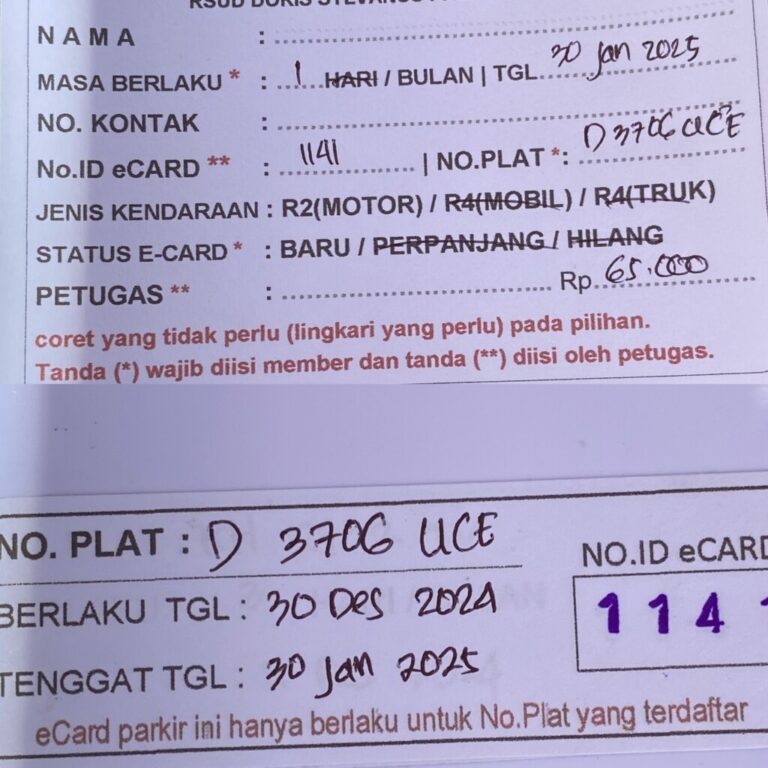 RSUD DORIS SYLVANUS
NAMA :
MASA BERLAKU * : 1 HARI / BULAN | TGL. 30 Jan 2025
NO. KONTAK :
No.ID eCARD ** : 1141 | NO.PLAT *: D 3706 UCE
JENIS KENDARAAN : R2(MOTOR) / R4(MOBIL) / R4(TRUK)
STATUS E-CARD * : BARU / PERPANJANG / HILANG
PETUGAS ** : Rp. 65.000
coret yang tidak perlu (lingkari yang perlu) pada pilihan.
Tanda (*) wajib diisi member dan tanda (**) diisi oleh petugas.
NO. PLAT : D 3706 UCE
NO.ID eCARD
BERLAKU TGL : 30 Des 2024
1141
TENGGAT TGL : 30 Jan 2025
eCard parkir ini hanya berlaku untuk No.Plat yang terdaftar